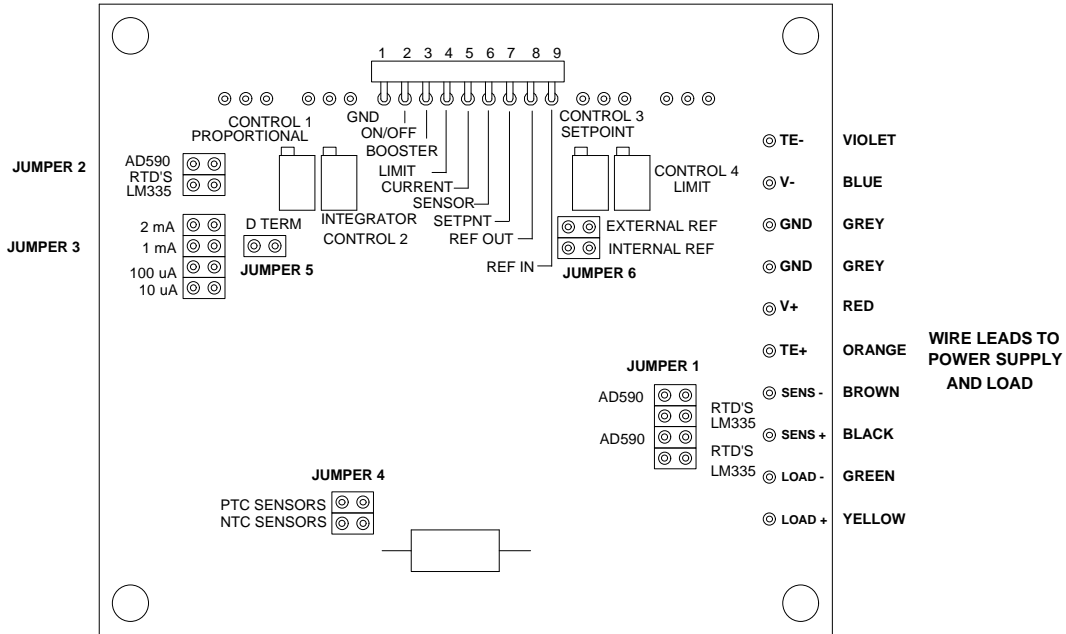 1 2 3 4 5 6 7 8 9
GND
ON/OFF
BOOSTER
LIMIT
CURRENT
SENSOR
SETPNT
REF OUT
REF IN
CONTROL 1
PROPORTIONAL
CONTROL 3
SETPOINT
JUMPER 2
AD590
RTD'S
LM335
CONTROL 4
LIMIT
JUMPER 3
2 mA
1 mA
100 uA
10 uA
D TERM
JUMPER 5
INTEGRATOR
CONTROL 2
EXTERNAL REF
INTERNAL REF
JUMPER 6
TE- VIOLET
V- BLUE
GND GREY
GND GREY
V+ RED
TE+ ORANGE
SENS - BROWN
SENS + BLACK
LOAD - GREEN
LOAD + YELLOW
WIRE LEADS TO
POWER SUPPLY
AND LOAD
JUMPER 1
AD590
RTD'S
LM335
AD590
RTD'S
LM335
JUMPER 4
PTC SENSORS
NTC SENSORS